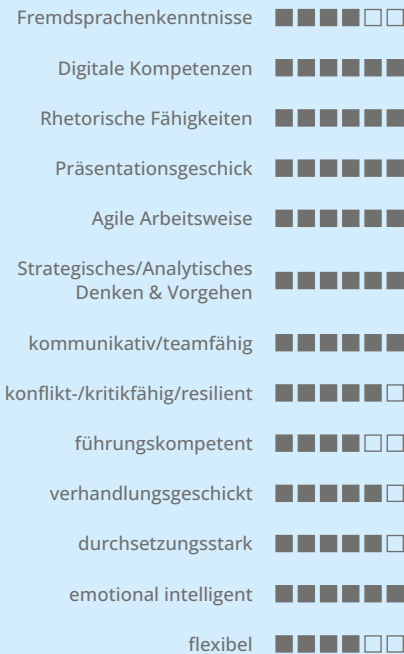 Fremdsprachenkenntnisse
Digitale Kompetenzen
Rhetorische Fähigkeiten
Präsentationsgeschick
Agile Arbeitsweise
Strategisches/Analytisches
Denken & Vorgehen
kommunikativ/teamfähig
konflikt-/kritikfähig/resilient
führungskompetent
verhandlungsgeschickt
durchsetzungsstark
emotional intelligent
flexibel